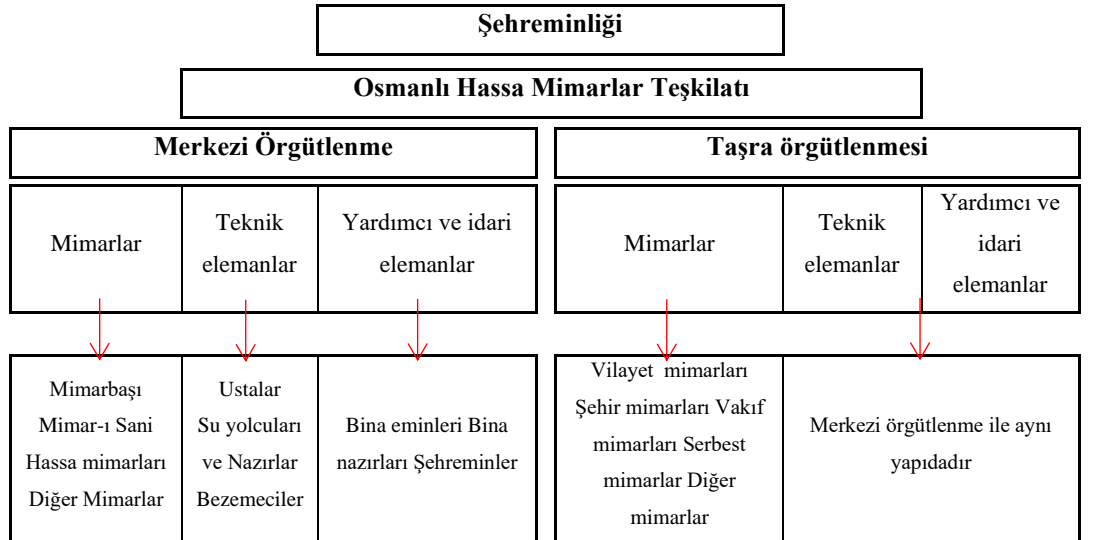 Şehreminliği
Osmanlı Hassa Mimarlar Teşkilatı
Merkezi Örgütlenme
Taşra örgütlenmesi
Mimarlar
Teknik
elemanlar
Yardımcı ve idari
elemanlar
Mimarlar
Teknik
elemanlar
Yardımcı ve
idari
elemanlar
Mimarbaşı
Mimar-ı Sani
Hassa mimarları
Diğer Mimarlar
Ustalar
Su yolcuları
ve Nazırlar
Bezemeciler
Bina eminleri Bina
nazırları Şehreminler
Vilayet mimarları
Şehir mimarları Vakıf
mimarları Serbest
mimarlar Diğer
mimarlar
Merkezi örgütlenme ile aynı
yapıdadır